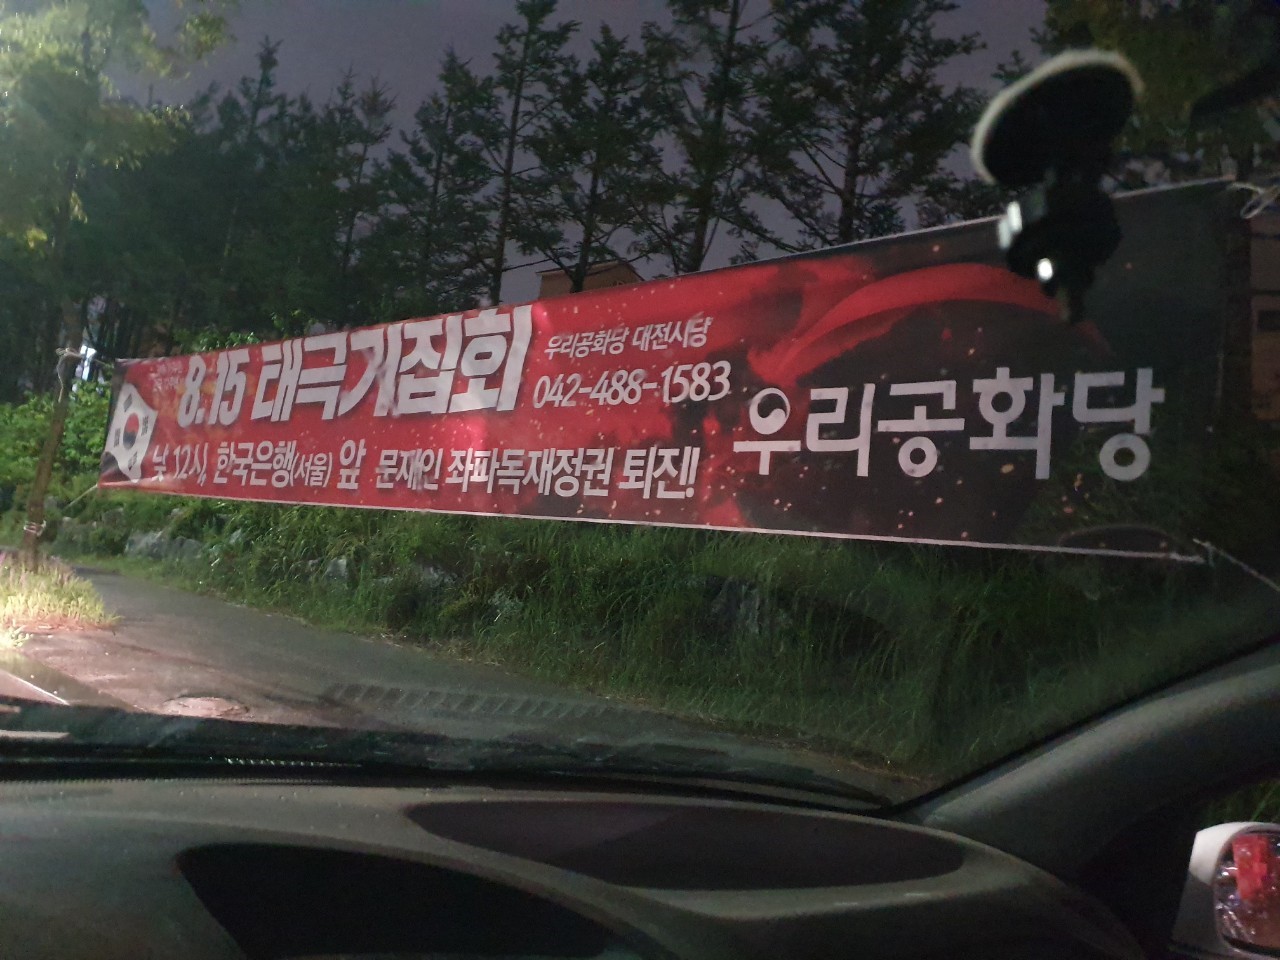 8.15 태극기집회
우리공화당 대전시당
042-488-1583
낮 12시, 한국은행(서울) 앞 문재인 좌파독재정권 퇴진!
우리공화당